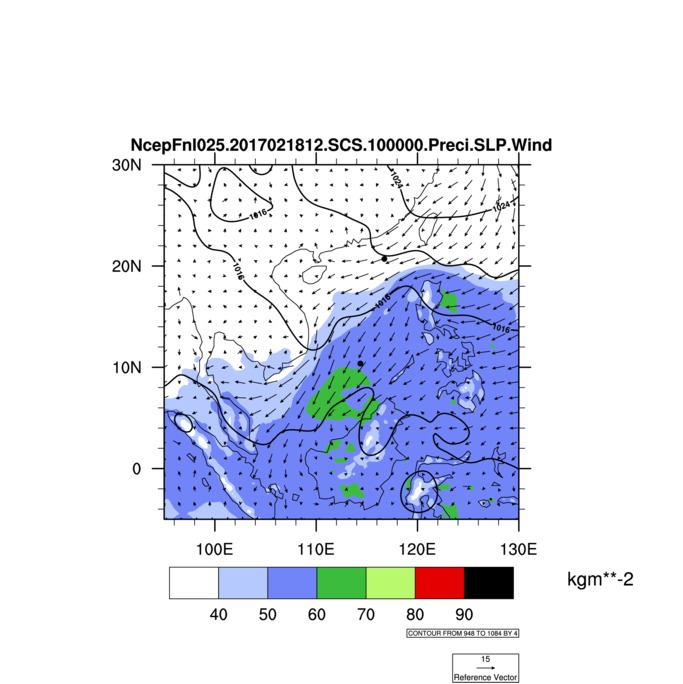 NcepFnl025.2017021812.SCS.100000.Preci.SLP.Wind
30N
1024
1024
1016
20N
1016
1016
1016
10N
0
100E 110E 120E 130E
kgm**-2
40 50 60 70 80 90
CONTOUR FROM 948 TO 1084 BY 4
15
Reference Vector